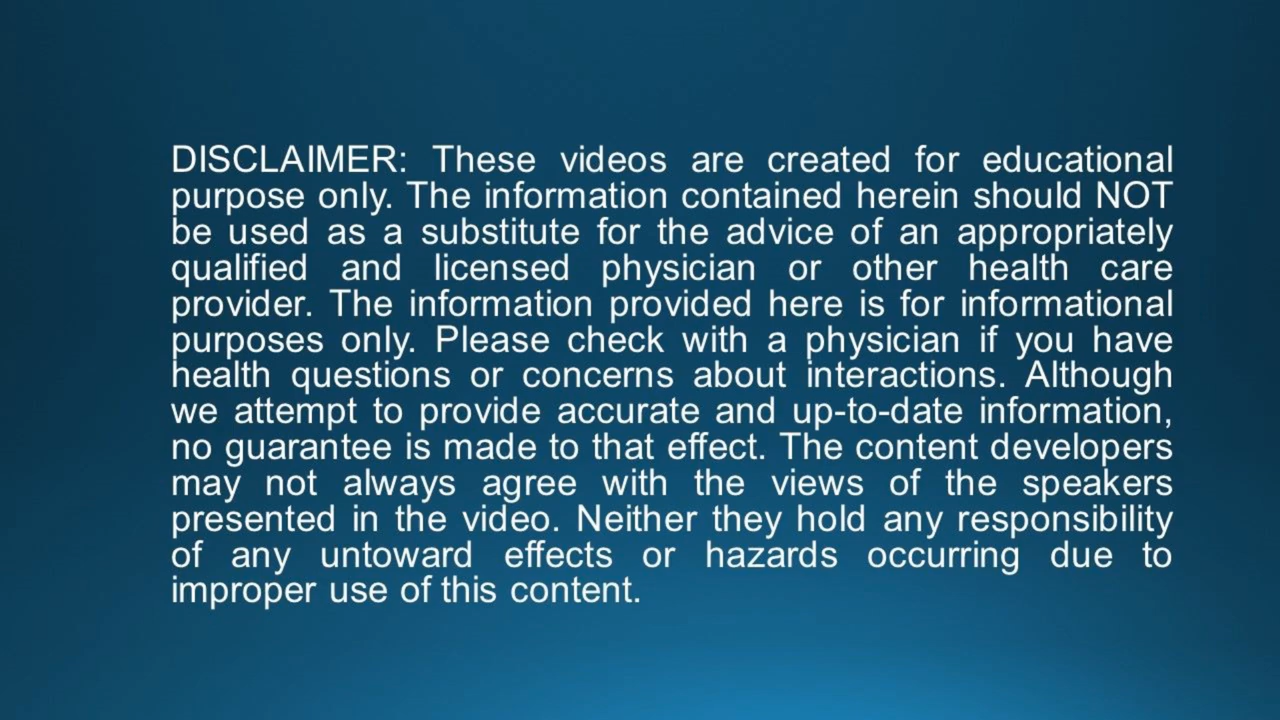 DISCLAIMER: These videos are created for educational
purpose only. The information contained herein should NOT
be used as a substitute for the advice of an appropriately
qualified and licensed physician or other health care
provider. The information provided here is for informational
purposes only. Please check with a physician if you have
health questions or concerns about interactions. Although
we attempt to provide accurate and up-to-date information,
no guarantee is made to that effect. The content developers
may not always agree with the views of the speakers
presented in the video. Neither they hold any responsibility
of any untoward effects or hazards occurring due to
improper use of this content.